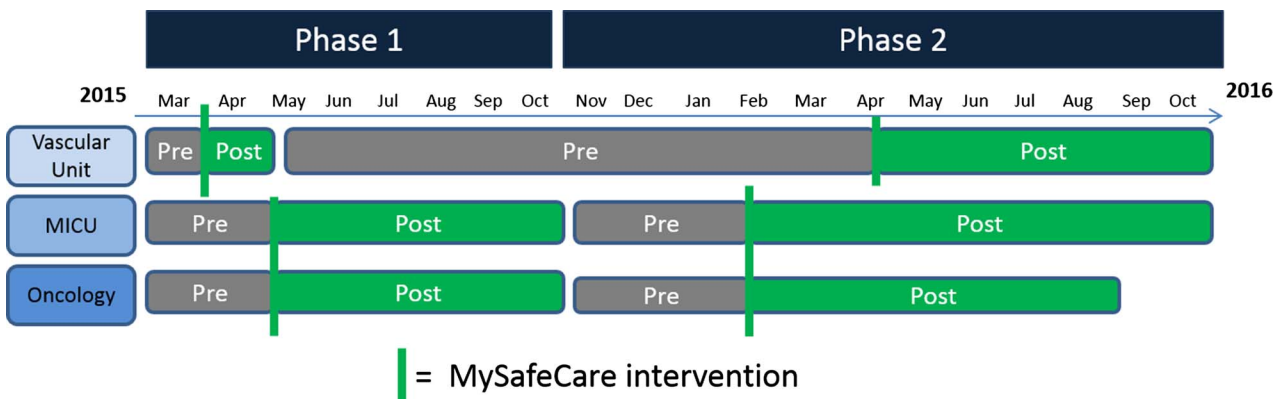 Phase 1 Phase 2
2015 Mar Apr May Jun Jul Aug Sep Oct Nov Dec Jan Feb Mar Apr May Jun Jul Aug Sep Oct 2016
Vascular
Unit
Pre Post Pre Post
MICU Pre Post Pre Post
Oncology Pre Post Pre Post
= MySafeCare intervention